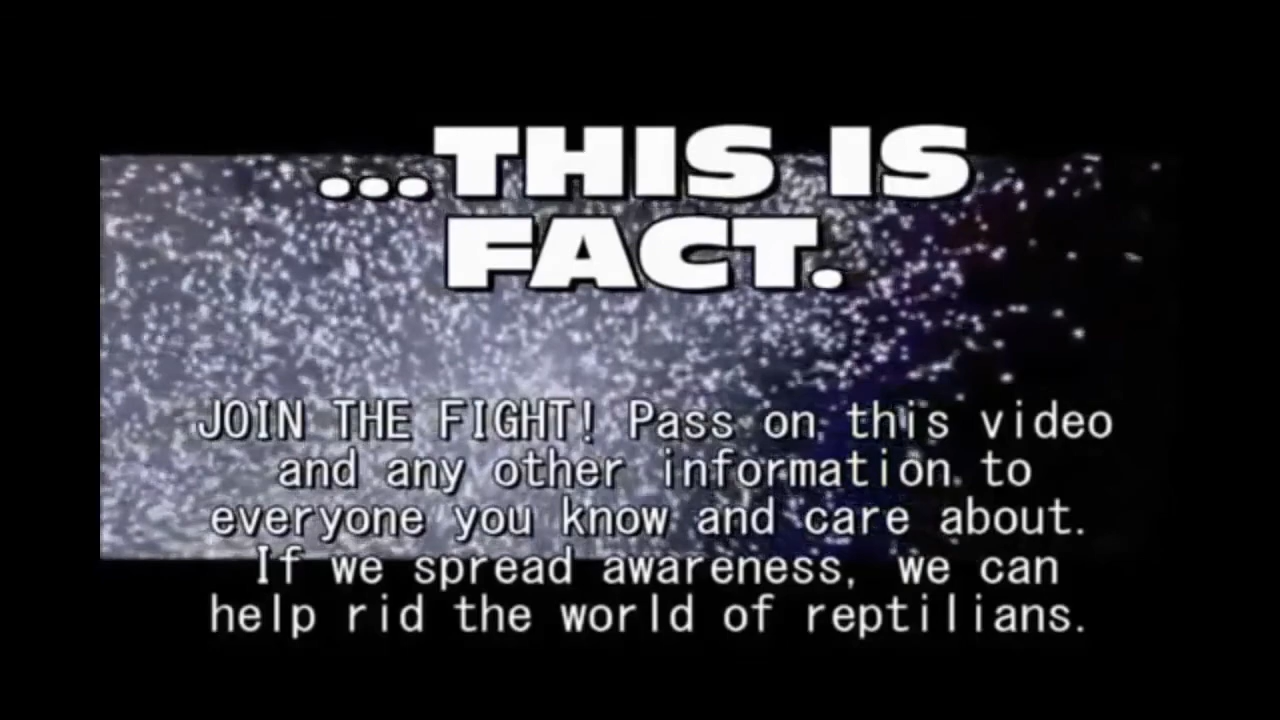 ...THIS IS
FACT.
JOIN THE FIGHT! Pass on this video
and any other information to
everyone you know and care about.
If we spread awareness, we can
help rid the world of reptilians.